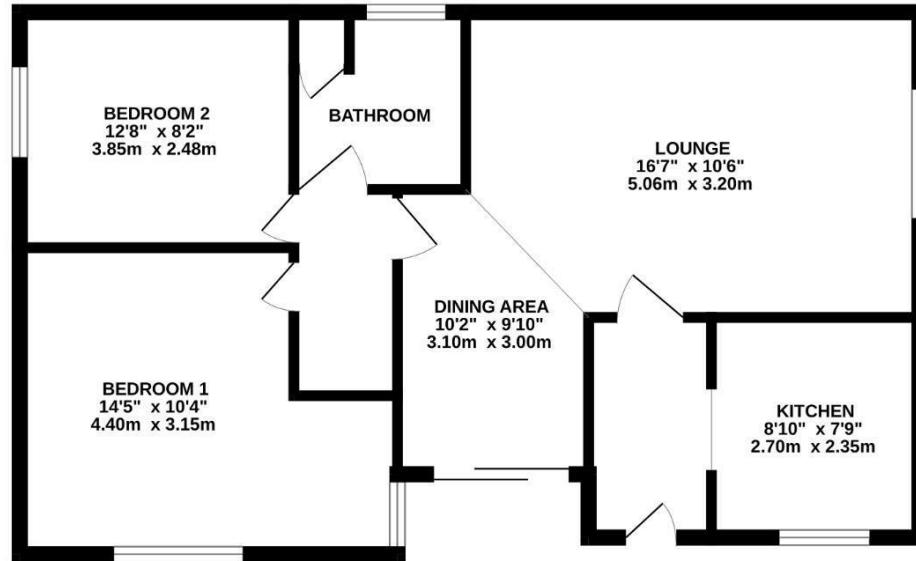 BEDROOM 2
12'8" x 8'2"
3.85m x 2.48m
BATHROOM
LOUNGE
16'7" x 10'6"
5.06m x 3.20m
DINING AREA
10'2" x 9'10"
3.10m x 3.00m
BEDROOM 1
14'5" x 10'4"
4.40m x 3.15m
KITCHEN
8'10" x 7'9"
2.70m x 2.35m